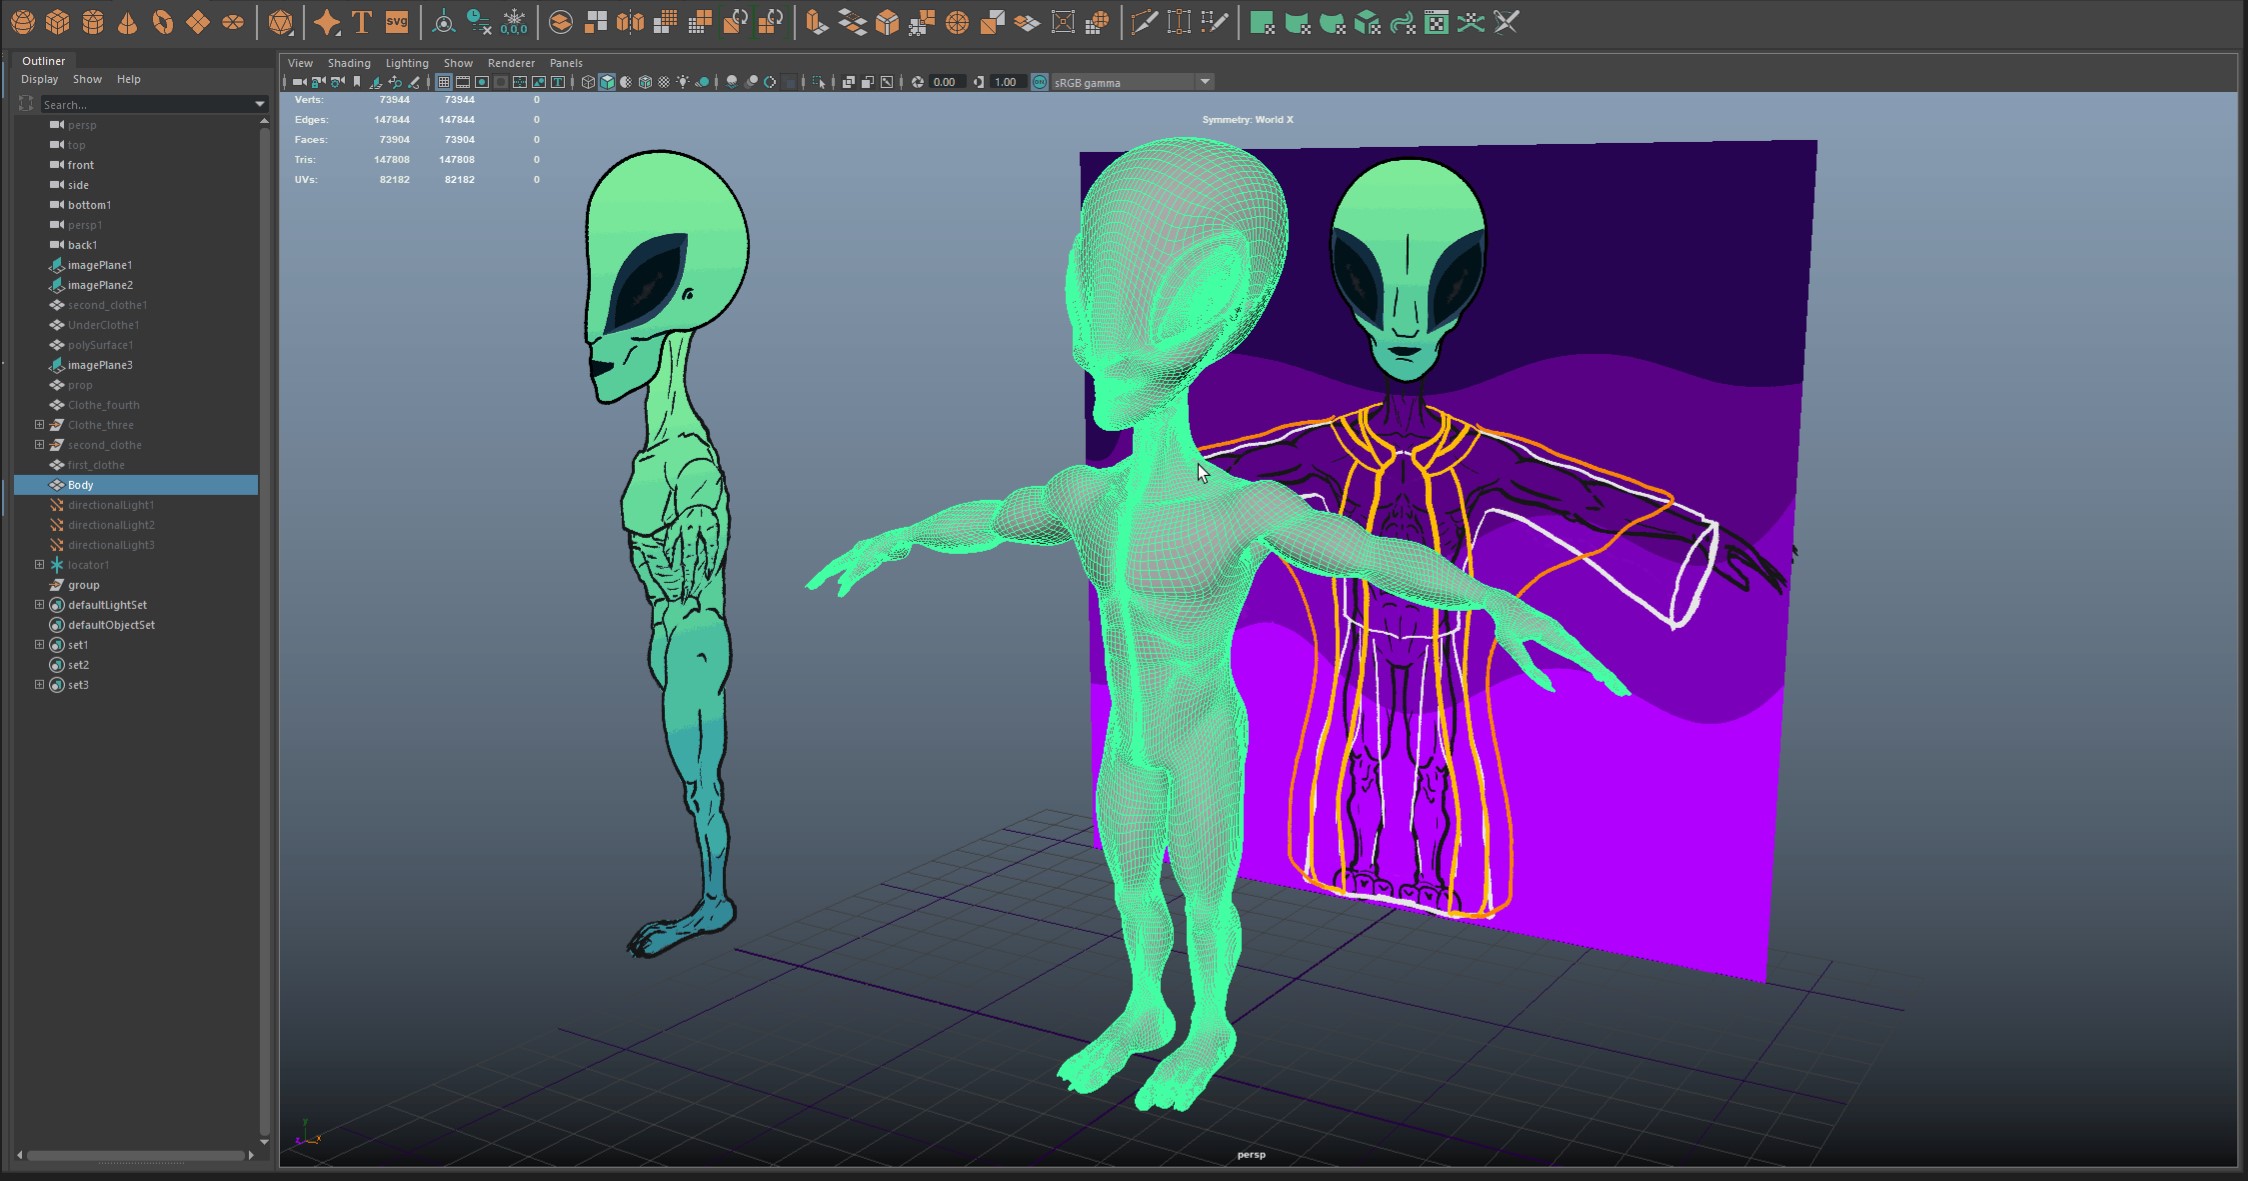 T
svg
0,0,0
Outliner
Display Show Help
Search...
persp
top
front
side
bottom1
persp1
back1
imagePlane1
imagePlane2
second_clothe1
UnderClothe1
polySurface1
imagePlane3
prop
Clothe_fourth
Clothe_three
second_clothe
first_clothe
Body
directionalLight1
directionalLight2
directionalLight3
locator1
group
defaultLightSet
defaultObjectSet
set1
set2
set3
View Shading Lighting Show Renderer Panels
0.00 1.00 ON sRGB gamma
Verts: 73944 73944 0
Edges: 147844 147844 0
Faces: 73904 73904 0
Tris: 147808 147808 0
UVs: 82182 82182 0
Symmetry: World X
y
z x
persp